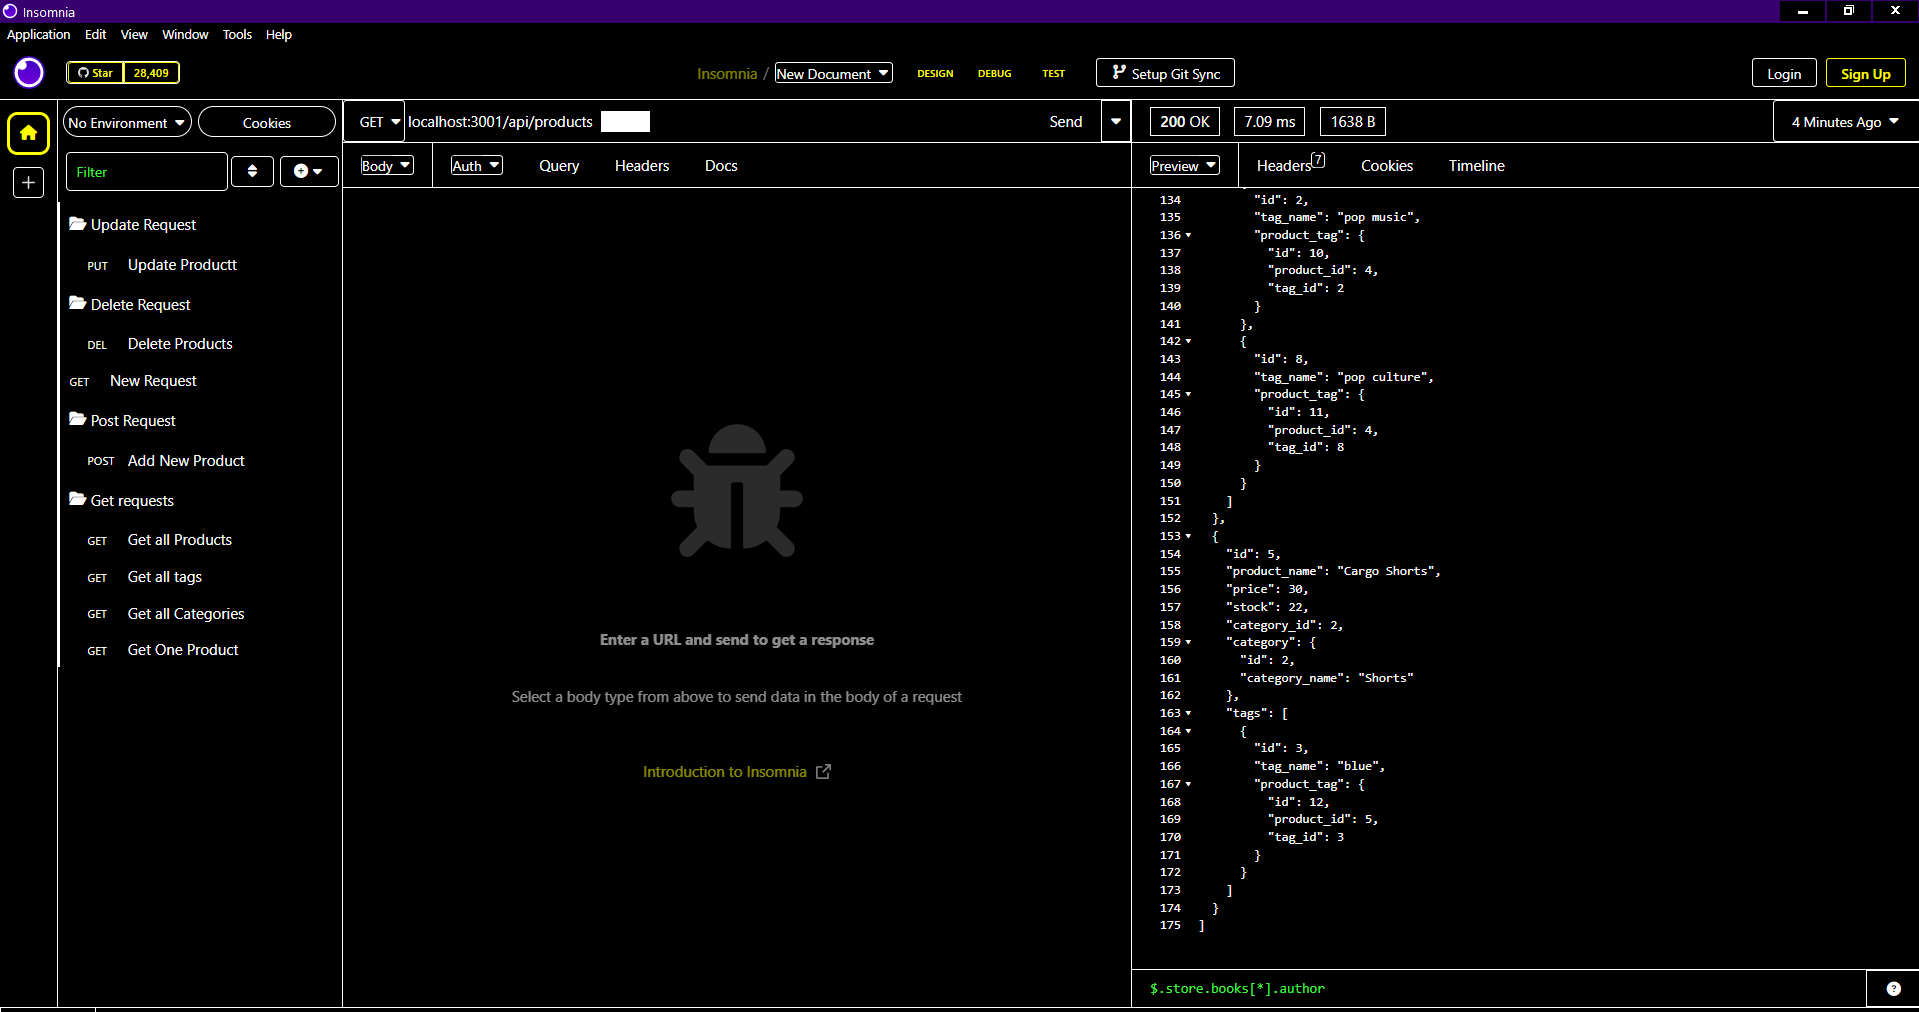 Insomnia
Application Edit View Window Tools Help
Star 28,409
Insomnia / New Document
DESIGN DEBUG TEST
Setup Git Sync
Login Sign Up
No Environment Cookies
Filter
Update Request
PUT Update Productt
Delete Request
DEL Delete Products
GET New Request
Post Request
POST Add New Product
Get requests
GET Get all Products
GET Get all tags
GET Get all Categories
GET Get One Product
GET localhost:3001/api/products Send
Body Auth Query Headers Docs
Enter a URL and send to get a response
Select a body type from above to send data in the body of a request
Introduction to Insomnia
200 OK 7.09 ms 1638 B 4 Minutes Ago
Preview Headers 7 Cookies Timeline
134 "id": 2,
135 "tag_name": "pop music",
136 "product_tag": {
137 "id": 10,
138 "product_id": 4,
139 "tag_id": 2
140 }
141 },
142 {
143 "id": 8,
144 "tag_name": "pop culture",
145 "product_tag": {
146 "id": 11,
147 "product_id": 4,
148 "tag_id": 8
149 }
150 }
151 ]
152 },
153 {
154 "id": 5,
155 "product_name": "Cargo Shorts",
156 "price": 30,
157 "stock": 22,
158 "category_id": 2,
159 "category": {
160 "id": 2,
161 "category_name": "Shorts"
162 },
163 "tags": [
164 {
165 "id": 3,
166 "tag_name": "blue",
167 "product_tag": {
168 "id": 12,
169 "product_id": 5,
170 "tag_id": 3
171 }
172 }
173 ]
174 }
175 ]
$.store.books[*].author